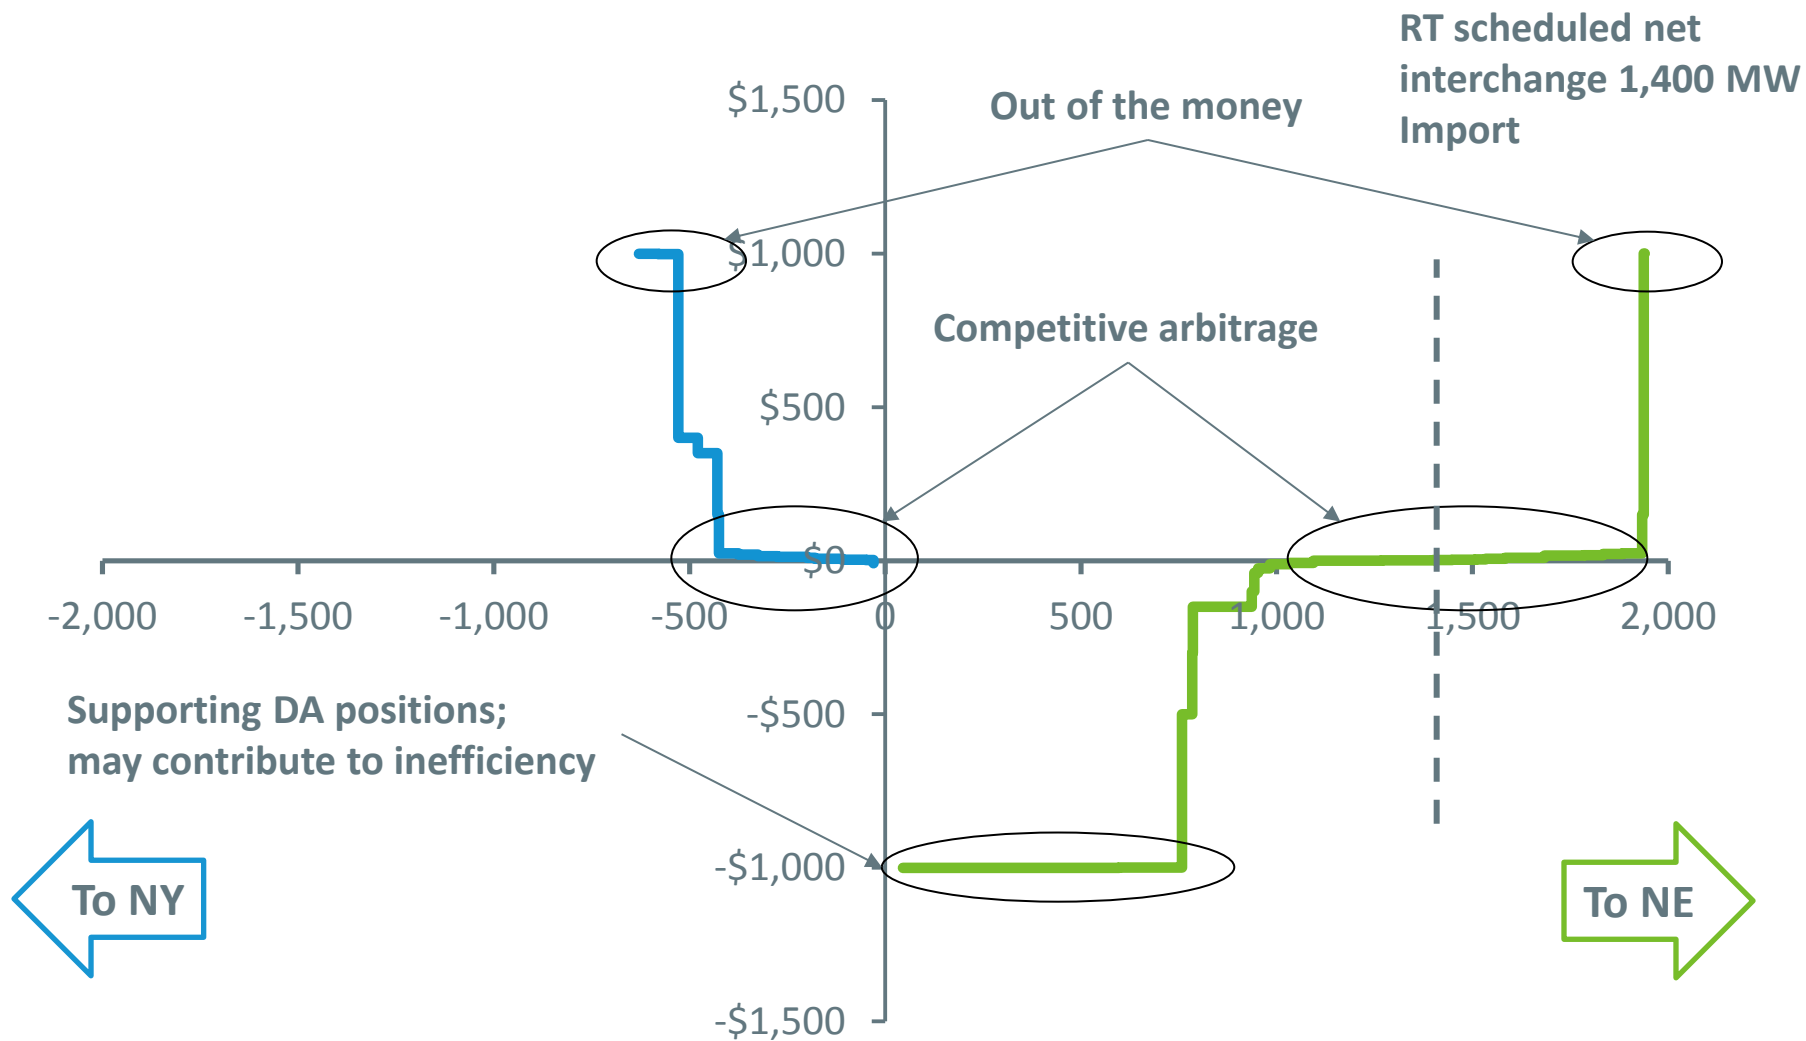 RT scheduled net
interchange 1,400 MW
Import
$1,500
Out of the money
$1,000
Competitive arbitrage
$500
$0
-2,000
-1,500
-1,000
-500
0
500
1,000
1,500
2,000
Supporting DA positions;
may contribute to inefficiency
-$500
-$1,000
To NY
To NE
-$1,500